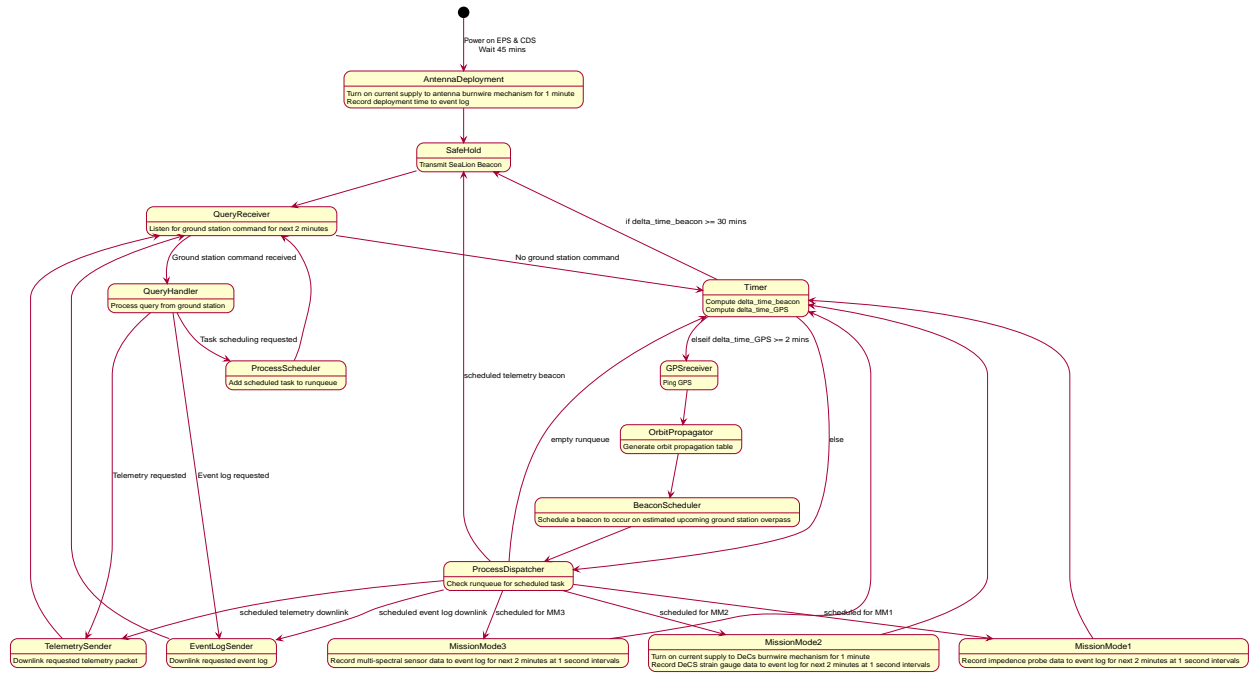 Power on EPS & CDS
Wait 45 mins
AntennaDeployment
Turn on current supply to antenna burnwire mechanism for 1 minute
Record deployment time to event log
SafeHold
Transmit SeaLion Beacon
QueryReceiver
Listen for ground station command for next 2 minutes
if delta_time_beacon >= 30 mins
Ground station command received
No ground station command
QueryHandler
Process query from ground station
Timer
Compute delta_time_beacon
Compute delta_time_GPS
Task scheduling requested
elseif delta_time_GPS >= 2 mins
ProcessScheduler
Add scheduled task to runqueue
scheduled telemetry beacon
GPSreceiver
Ping GPS
OrbitPropagator
Generate orbit propagation table
empty runqueue
else
Telemetry requested
Event log requested
BeaconScheduler
Schedule a beacon to occur on estimated upcoming ground station overpass
ProcessDispatcher
Check runqueue for scheduled task
scheduled telemetry downlink
scheduled event log downlink
scheduled for MM3
scheduled for MM2
scheduled for MM1
TelemetrySender
Downlink requested telemetry packet
EventLogSender
Downlink requested event log
MissionMode3
Record multi-spectral sensor data to event log for next 2 minutes at 1 second intervals
MissionMode2
Turn on current supply to DeCs burnwire mechanism for 1 minute
Record DeCS strain gauge data to event log for next 2 minutes at 1 second intervals
MissionMode1
Record impedance probe data to event log for next 2 minutes at 1 second intervals